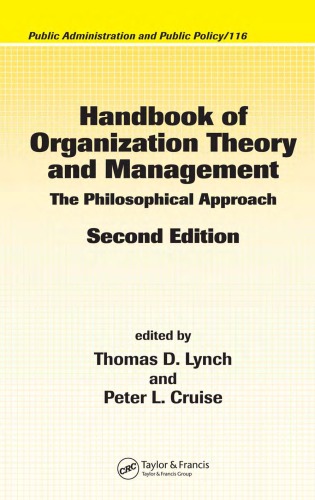 Public Administration and Public Policy/116
Handbook of
Organization Theory
and Management
The Philosophical Approach
Second Edition
edited by
Thomas D. Lynch
and
Peter L. Cruise
CRC
Taylor & Francis
Taylor & Francis Group